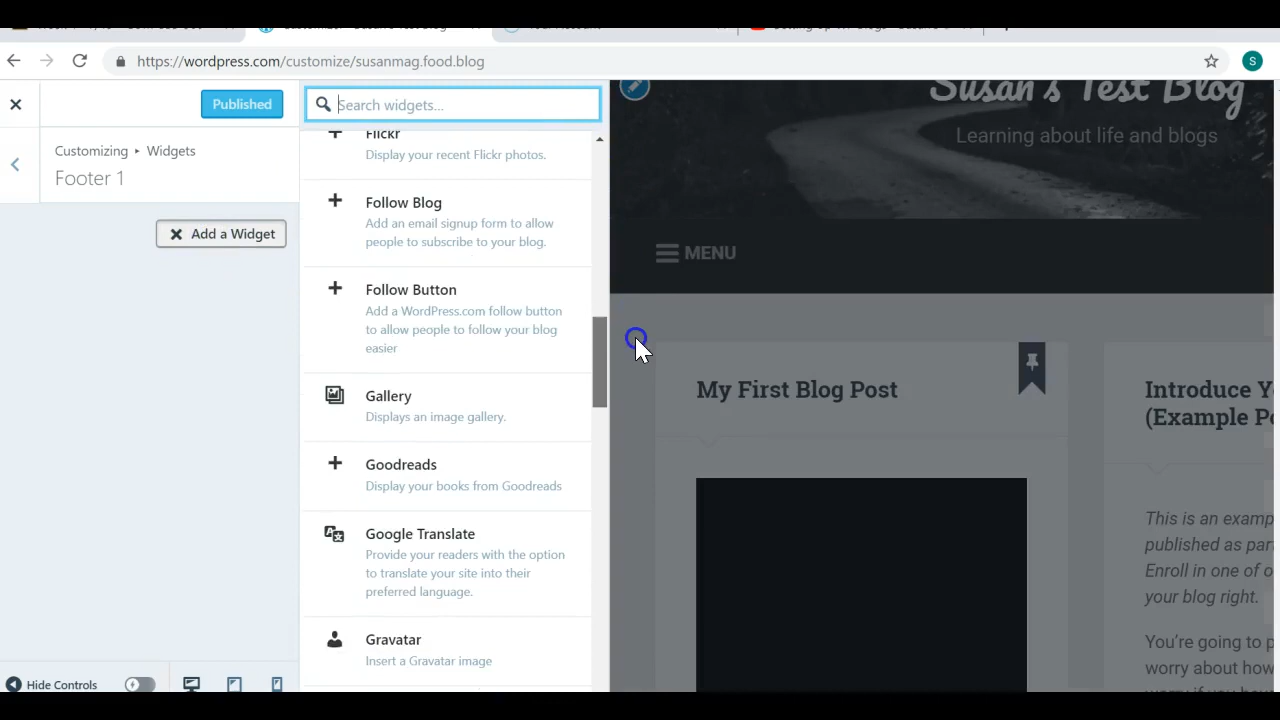 https://wordpress.com/customize/susanmag.food.blog
S
Published
Search widgets...
Customizing ▸ Widgets
Footer 1
Add a Widget
Flickr
Display your recent Flickr photos.
Follow Blog
Add an email signup form to allow
people to subscribe to your blog.
Follow Button
Add a WordPress.com follow button
to allow people to follow your blog
easier
Gallery
Displays an image gallery.
Goodreads
Display your books from Goodreads
Google Translate
Provide your readers with the option
to translate your site into their
preferred language.
Gravatar
Insert a Gravatar image
Hide Controls
Susan's Test Blog
Learning about life and blogs
MENU
My First Blog Post
Introduce Y
(Example Po
This is an examp
published as part
Enroll in one of o
your blog right.
You're going to p
worry about how